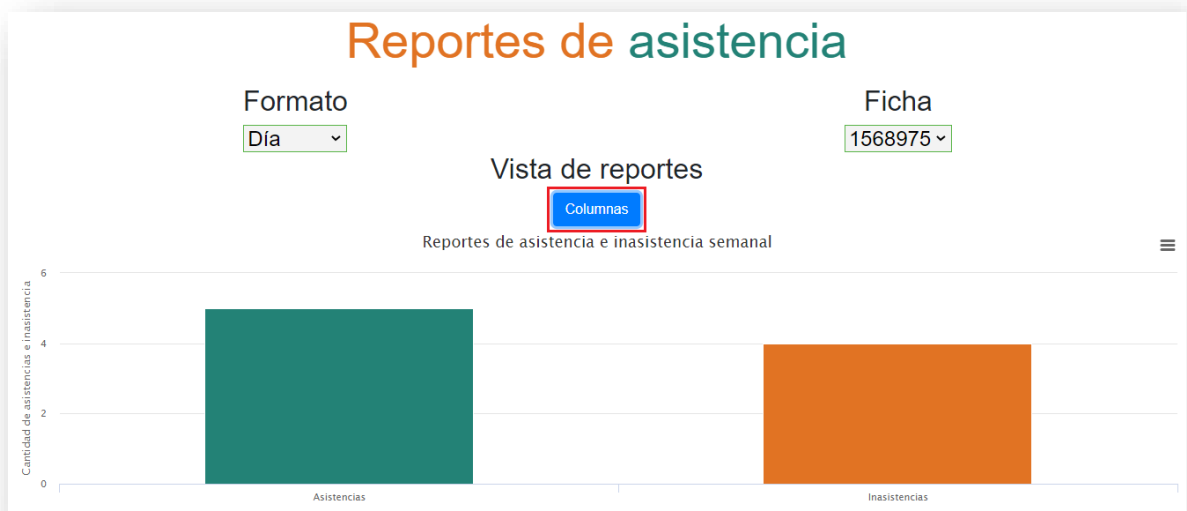 Reportes de asistencia
Formato
Ficha
Día
1568975
Vista de reportes
Columnas
Reportes de asistencia e inasistencia semanal
Cantidad de asistencias e inasistencia
6
4
2
0
Asistencias
Inasistencias